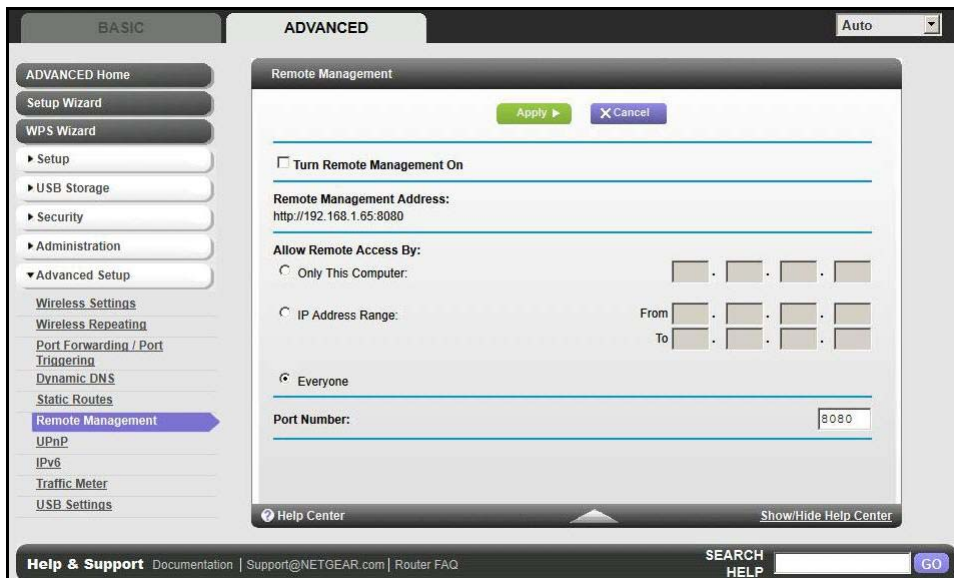 BASIC
ADVANCED
Auto
ADVANCED Home
Setup Wizard
WPS Wizard
Setup
USB Storage
Security
Administration
Advanced Setup
Wireless Settings
Wireless Repeating
Port Forwarding / Port
Triggering
Dynamic DNS
Static Routes
Remote Management
UPnP
IPv6
Traffic Meter
USB Settings
Remote Management
Apply
X Cancel
Turn Remote Management On
Remote Management Address:
http://192.168.1.65:8080
Allow Remote Access By:
Only This Computer:
. . .
IP Address Range:
From . . .
To . . .
Everyone
Port Number:
8080
? Help Center
Show/Hide Help Center
Help & Support Documentation | Support@NETGEAR.com | Router FAQ
SEARCH
HELP
GO